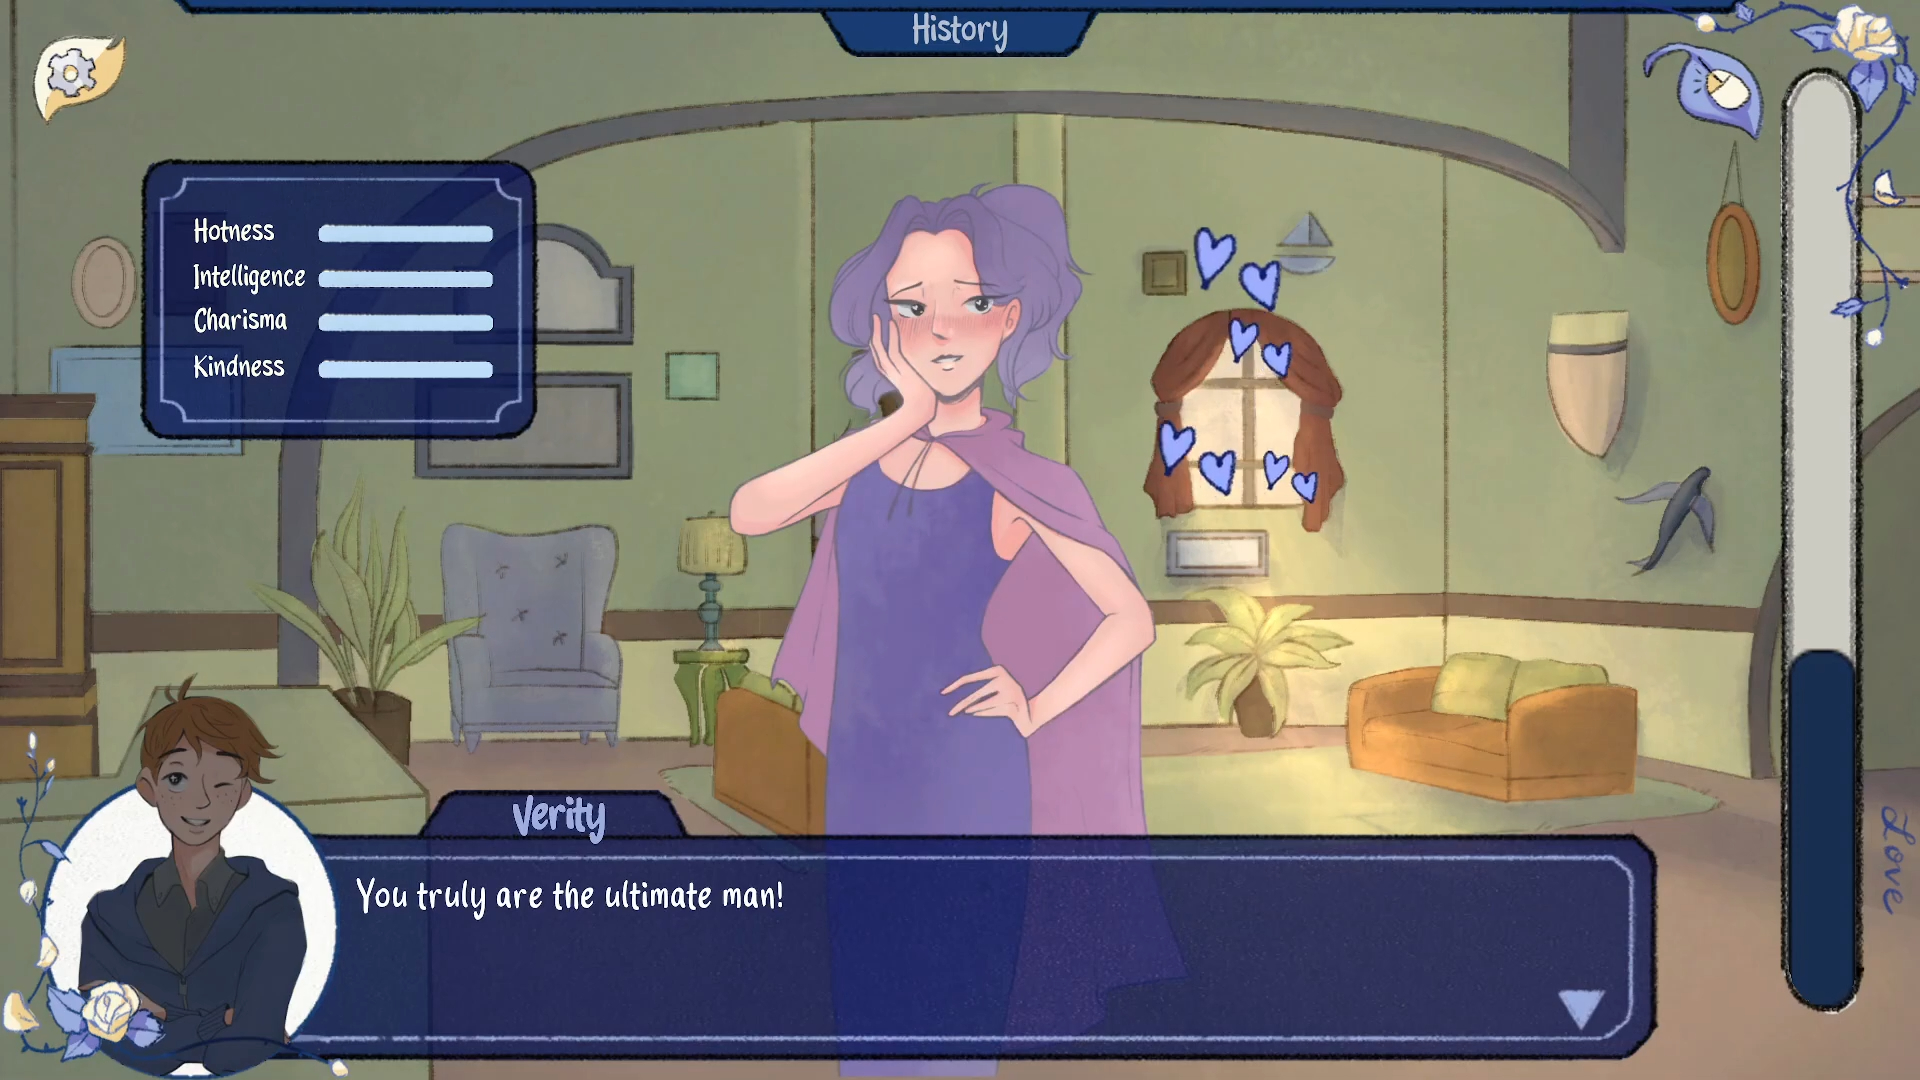 History
Hotness
Intelligence
Charisma
Kindness
Verity
You truly are the ultimate man!
Love